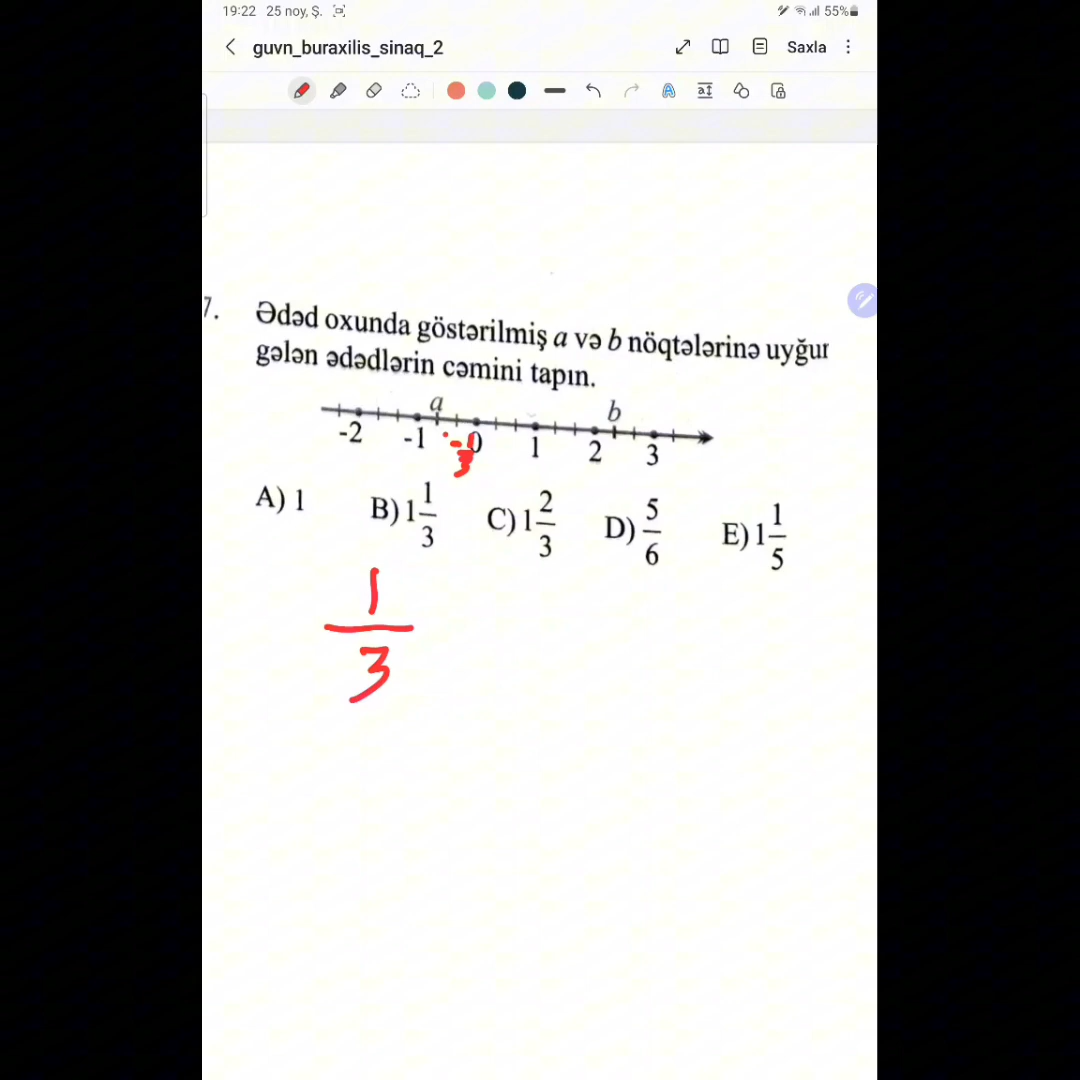 19:22 25 noy, Ş. 55%
guvn_buraxilis_sinaq_2 Saxla
7. Ədəd oxunda göstərilmiş a və b nöqtələrinə uyğun
gələn ədədlərin cəmini tapın.
a b
-2 -1 0 1 2 3
-1/3
A) 1 B) 1 1/3 C) 1 2/3 D) 5/6 E) 1 1/5
1/3